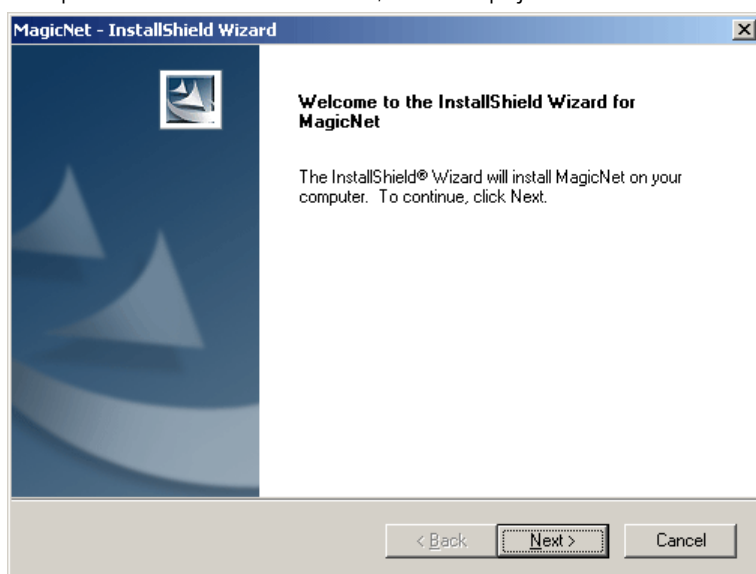 MagicNet - InstallShield Wizard
Welcome to the InstallShield Wizard for
MagicNet
The InstallShield® Wizard will install MagicNet on your
computer. To continue, click Next.
< Back
Next >
Cancel